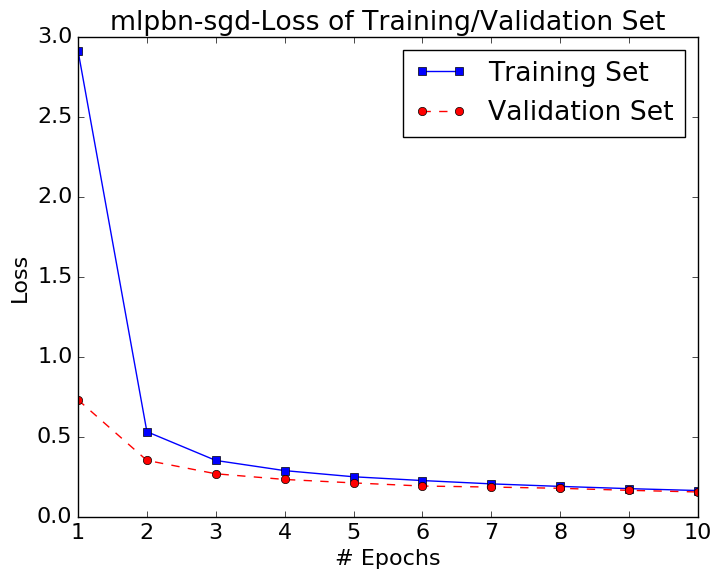 mlpbn-sgd-Loss of Training/Validation Set
3.0
2.5
2.0
1.5
1.0
0.5
0.0
Loss
Training Set
Validation Set
1 2 3 4 5 6 7 8 9 10
# Epochs